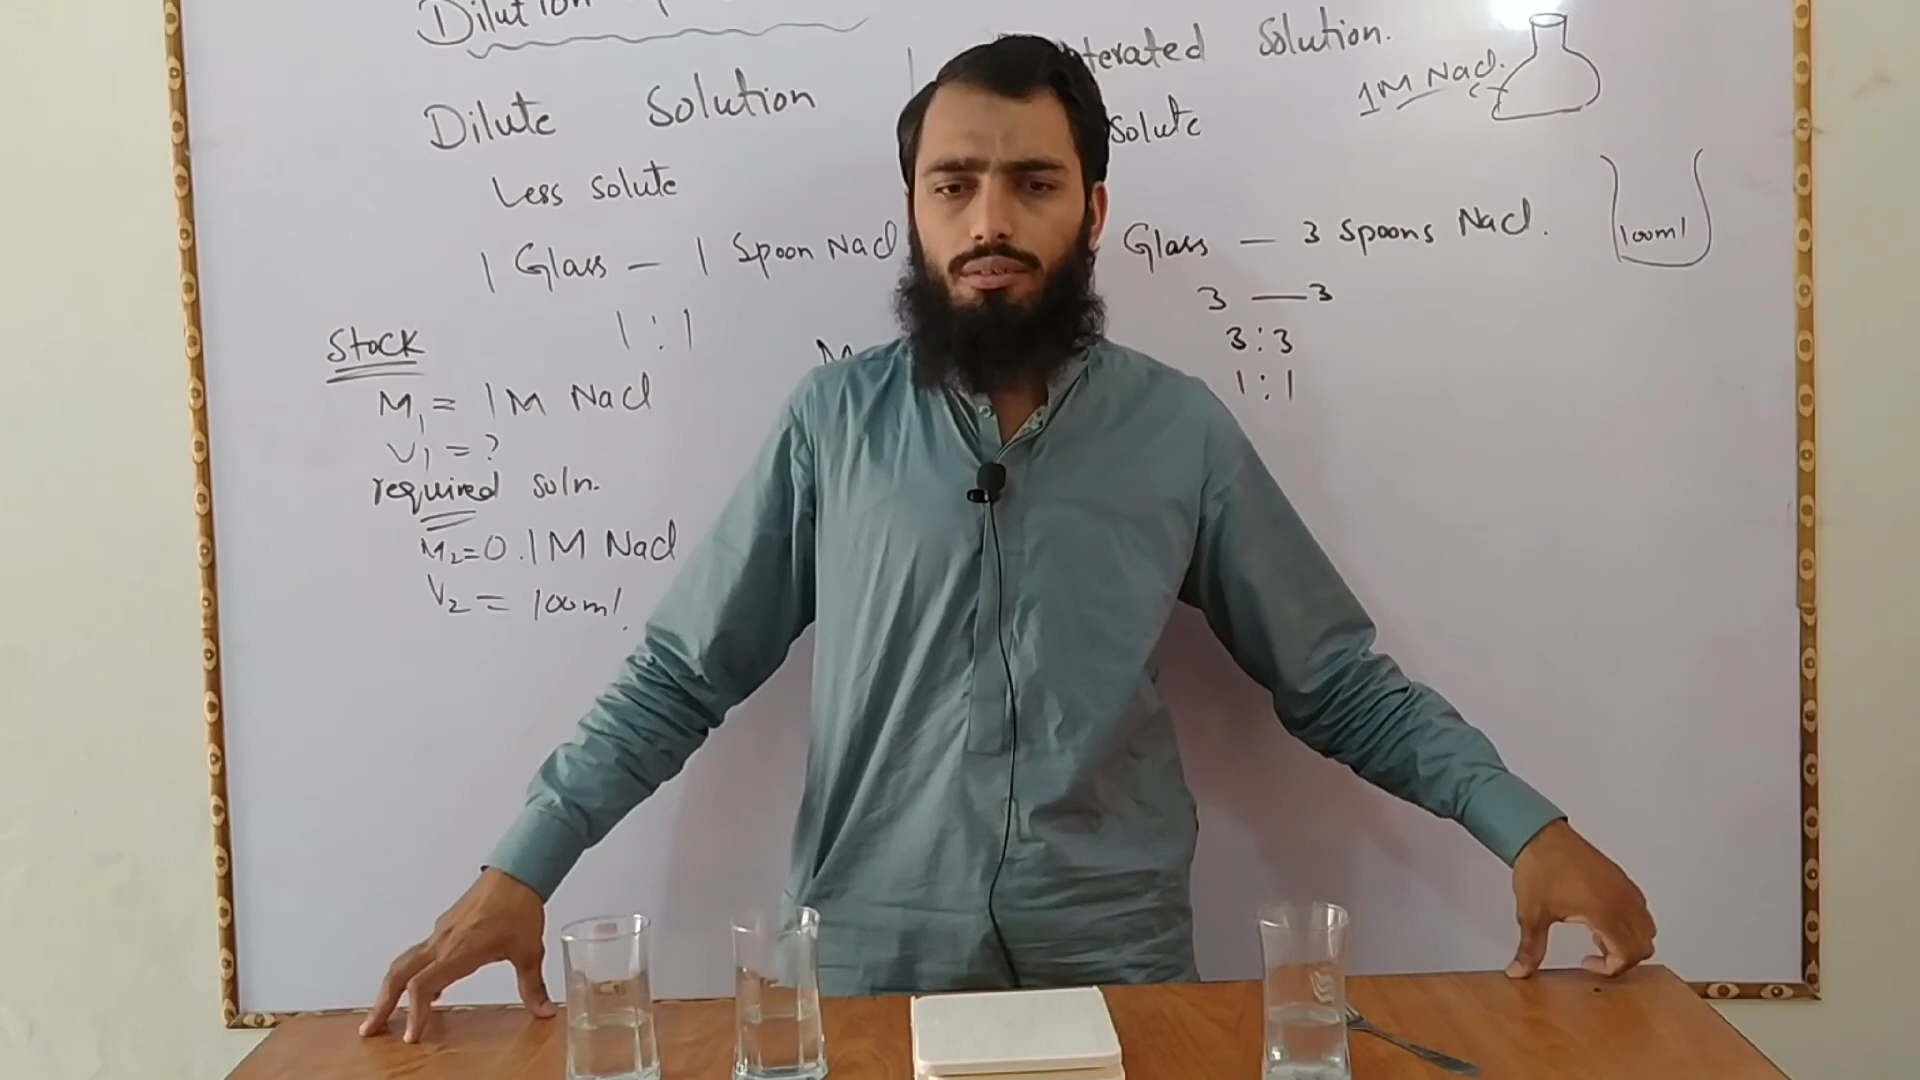 Dilution
Dilute Solution
Less solute
1 Glass — 1 Spoon Nacl
1 : 1
Solution.
solute
Glass — 3 Spoons Nacl.
3 — 3
3 : 3
1 : 1
1M Nacl.
100ml
Stock
M₁ = 1M Nacl
V₁ = ?
required soln.
M₂ = 0.1M Nacl
V₂ = 100ml